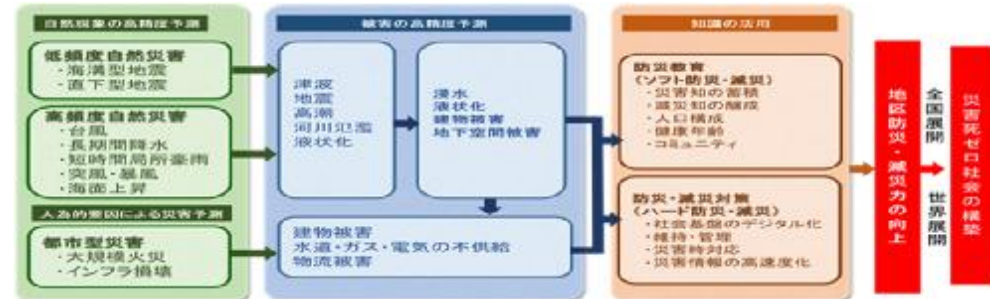 自然現象の高精度予測
低頻度自然災害
・海溝型地震
・直下型地震
高頻度自然災害
・台風
・長期間降水
・短時間局所豪雨
・突風・暴風
・海面上昇
人為的要因による災害予測
都市型災害
・大規模火災
・インフラ損壊
被害の高精度予測
津波
地震
高潮
河川氾濫
液状化
浸水
液状化
建物被害
地下空間被害
建物被害
水道・ガス・電気の不供給
物流被害
知識の活用
防災教育
(ソフト防災・減災)
・災害知の蓄積
・減災知の醸成
・人口構成
・健康年齢
・コミュニティ
防災・減災対策
(ハード防災・減災)
・社会基盤のデジタル化
・維持・管理
・災害時対応
・災害情報の高速度化
地区防災・減災力の向上
全国展開
世界展開
災害死ゼロ社会の構築